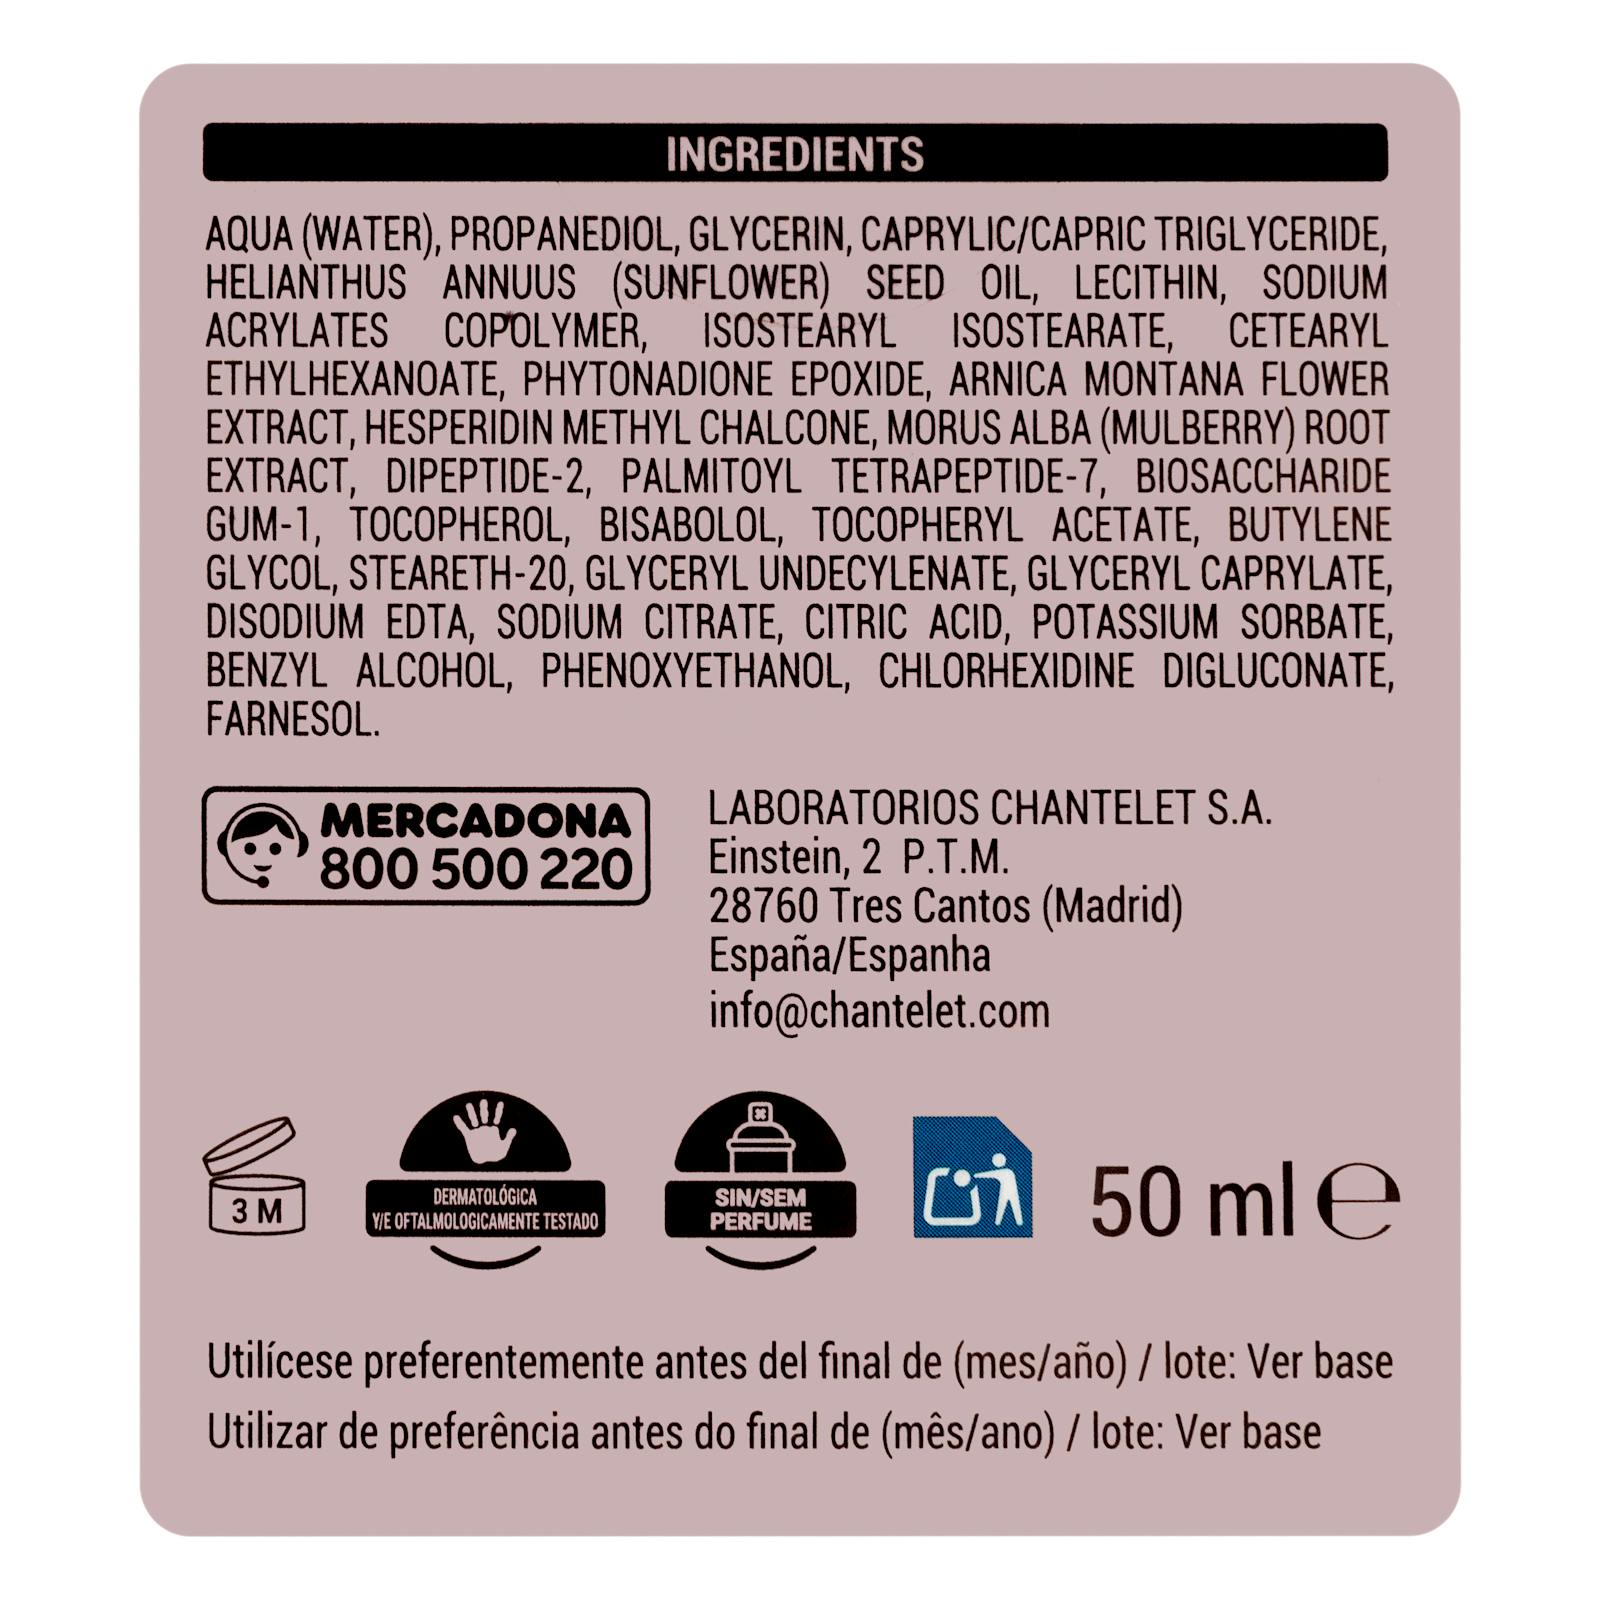 INGREDIENTS
AQUA (WATER), PROPANEDIOL, GLYCERIN, CAPRYLIC/CAPRIC TRIGLYCERIDE,
HELIANTHUS ANNUUS (SUNFLOWER) SEED OIL, LECITHIN, SODIUM
ACRYLATES COPOLYMER, ISOSTEARYL ISOSTEARATE, CETEARYL
ETHYLHEXANOATE, PHYTONADIONE EPOXIDE, ARNICA MONTANA FLOWER
EXTRACT, HESPERIDIN METHYL CHALCONE, MORUS ALBA (MULBERRY) ROOT
EXTRACT, DIPEPTIDE-2, PALMITOYL TETRAPEPTIDE-7, BIOSACCHARIDE
GUM-1, TOCOPHEROL, BISABOLOL, TOCOPHERYL ACETATE, BUTYLENE
GLYCOL, STEARETH-20, GLYCERYL UNDECYLENATE, GLYCERYL CAPRYLATE,
DISODIUM EDTA, SODIUM CITRATE, CITRIC ACID, POTASSIUM SORBATE,
BENZYL ALCOHOL, PHENOXYETHANOL, CHLORHEXIDINE DIGLUCONATE,
FARNESOL.
MERCADONA
800 500 220
LABORATORIOS CHANTELET S.A.
Einstein, 2 P.T.M.
28760 Tres Cantos (Madrid)
España/Espanha
info@chantelet.com
3 M
DERMATOLÓGICA
Y/E OFTALMOLOGICAMENTE TESTADO
SIN/SEM
PERFUME
50 ml ℮
Utilícese preferentemente antes del final de (mes/año) / lote: Ver base
Utilizar de preferência antes do final de (mês/ano) / lote: Ver base